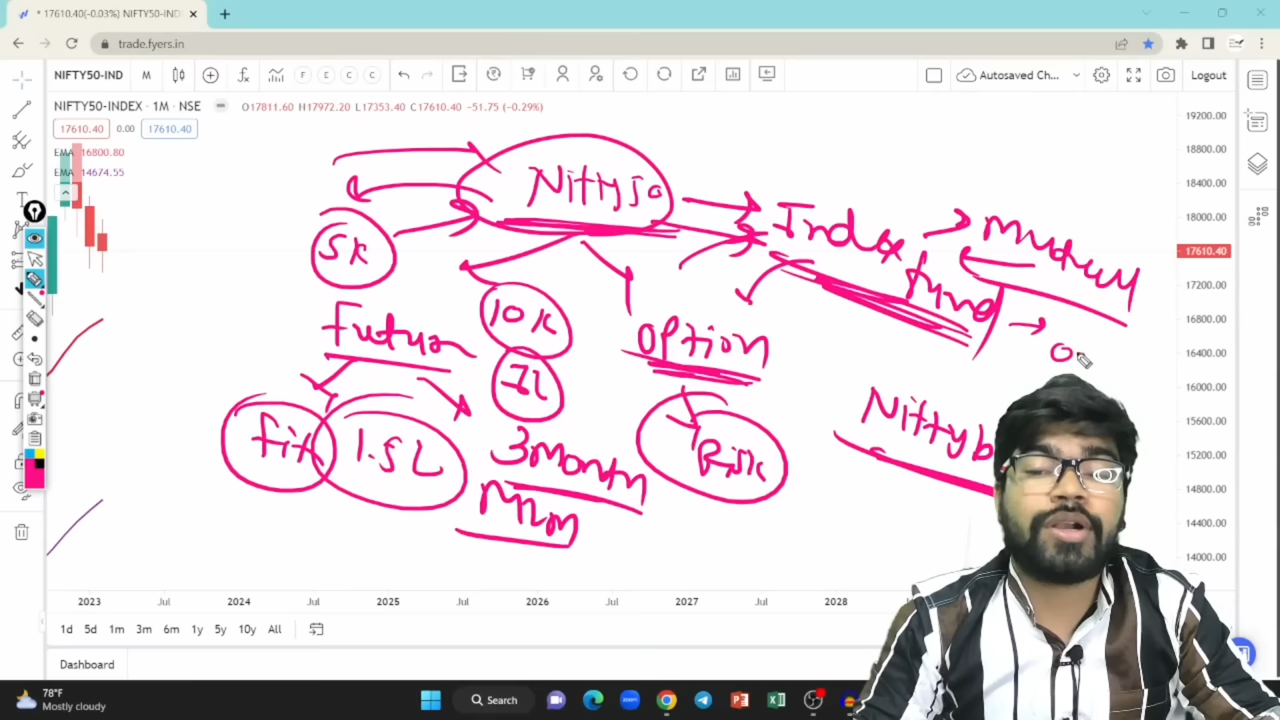 * 17610.40(-0.03%) NIFTY50-IND
trade.fyers.in
NIFTY50-IND M F E C C Autosaved Ch... Logout
NIFTY50-INDEX · 1M · NSE O17811.60 H17972.20 L17353.40 C17610.40 -51.75 (-0.29%)
17610.40 0.00 17610.40
EMA 16800.80
EMA 14674.55
Nifty50
5K
Index
fund
10K
Option
1.5L
3month
Risk
19200.00
18800.00
18400.00
18000.00
17610.40
17200.00
16800.00
16400.00
16000.00
15600.00
15200.00
14800.00
14400.00
14000.00
2023 Jul 2024 Jul 2025 Jul 2026 Jul 2027 Jul 2028
1d 5d 1m 3m 6m 1y 5y 10y All
Dashboard
78°F
Mostly cloudy
Search